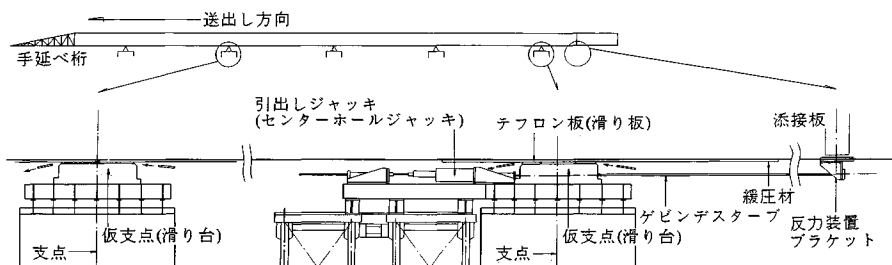 送出し方向
手延べ桁
引出しジャッキ
(センターホールジャッキ)
テフロン板(滑り板)
添接板
緩圧材
ゲビンデスターブ
支点
仮支点(滑り台)
支点
仮支点(滑り台)
反力装置
ブラケット